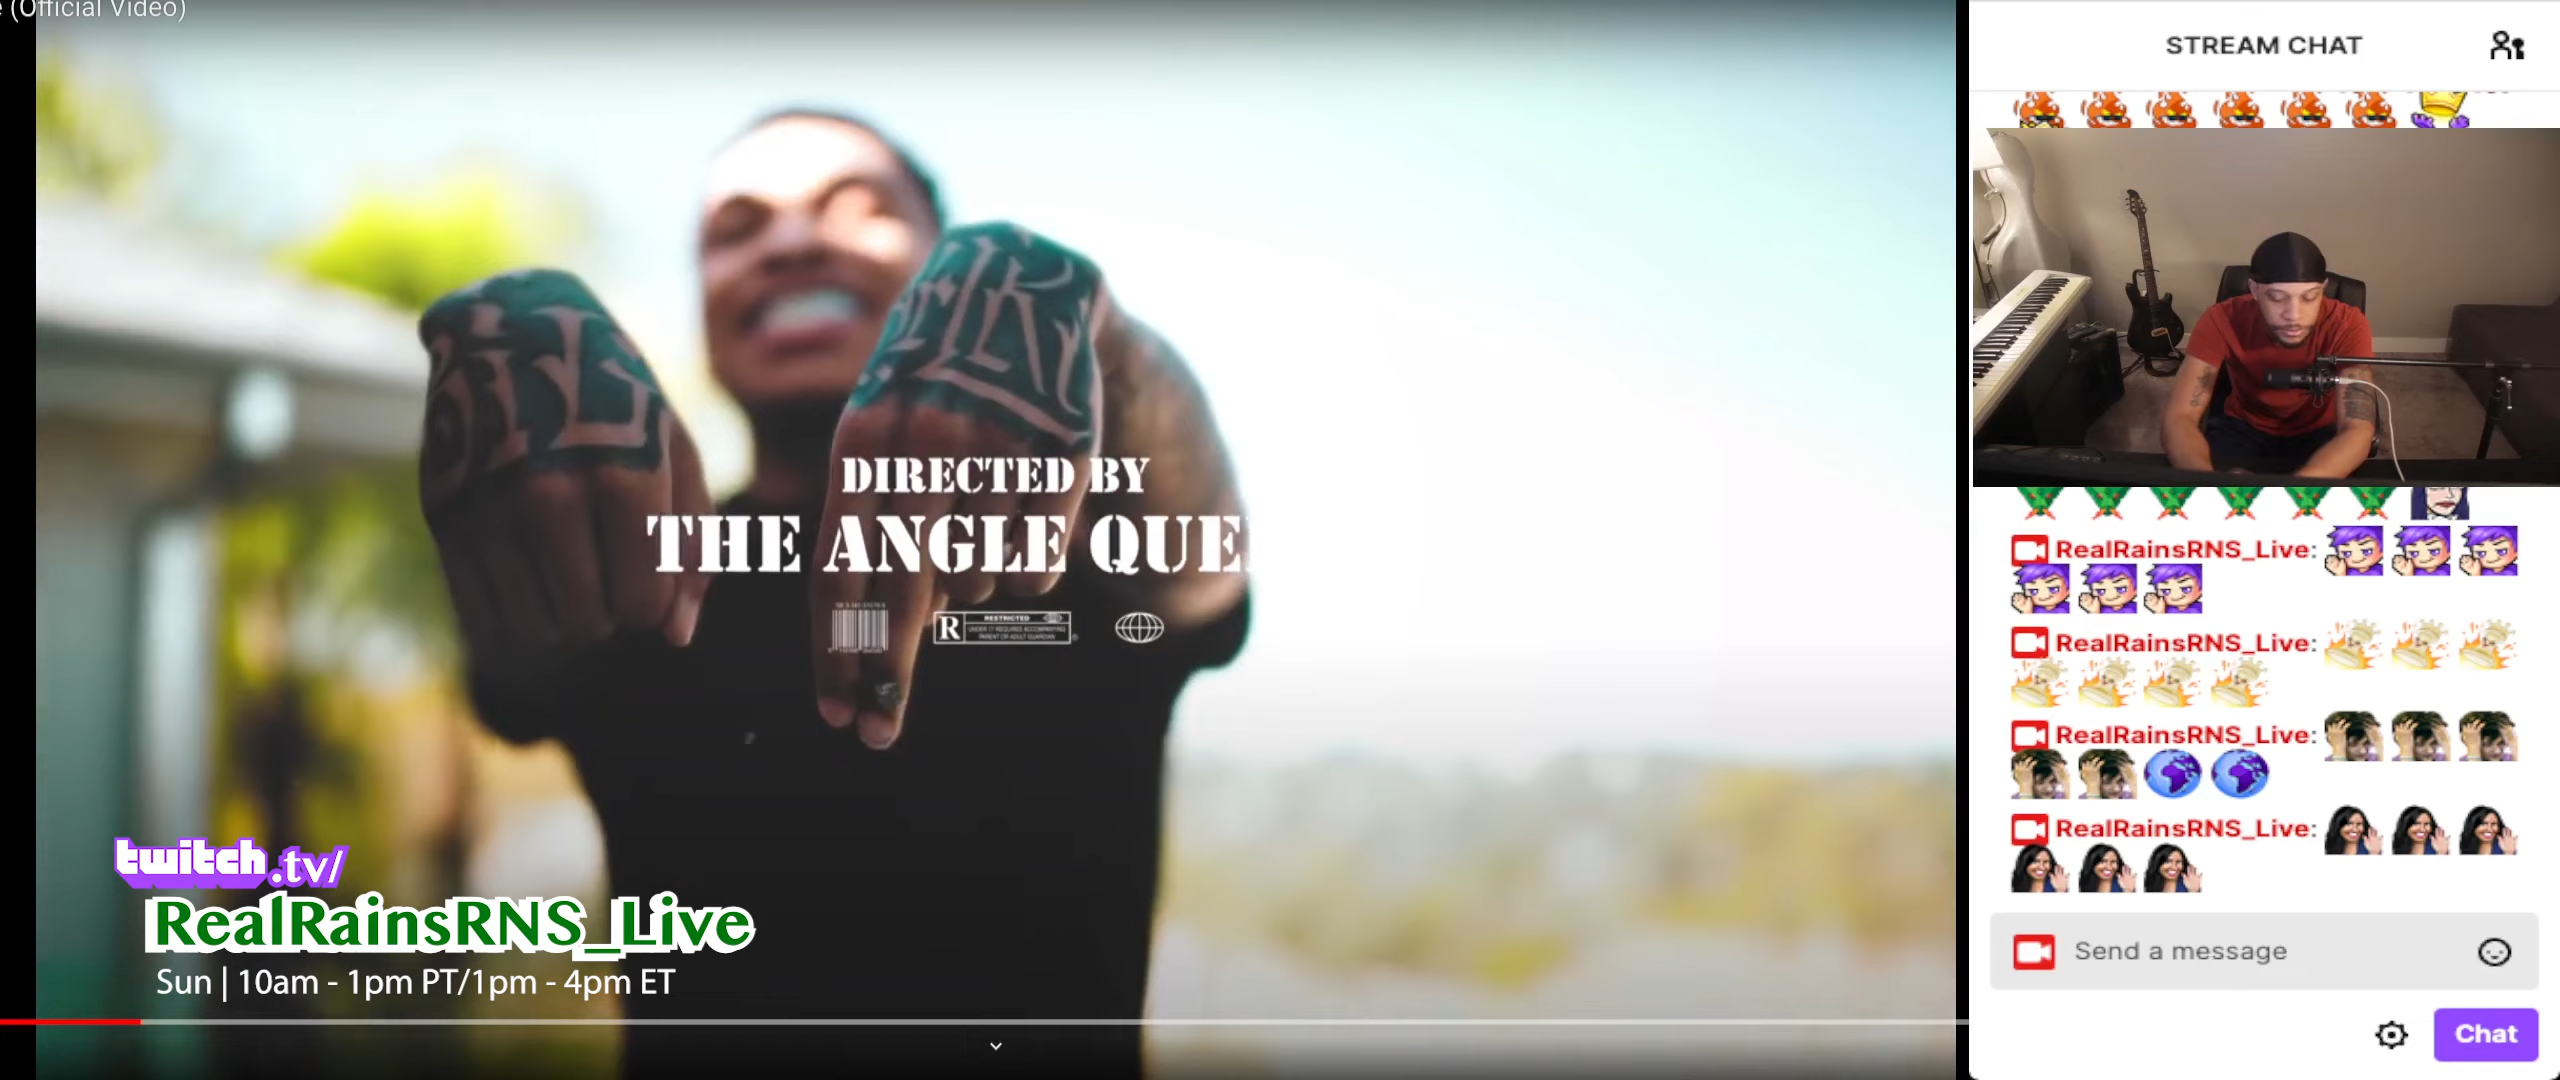 (Official Video)
DIRECTED BY
THE ANGLE QUE
R
RESTRICTED
twitch.tv/
RealRainsRNS_Live
Sun | 10am - 1pm PT/1pm - 4pm ET
STREAM CHAT
RealRainsRNS_Live:
RealRainsRNS_Live:
RealRainsRNS_Live:
RealRainsRNS_Live:
Send a message
Chat